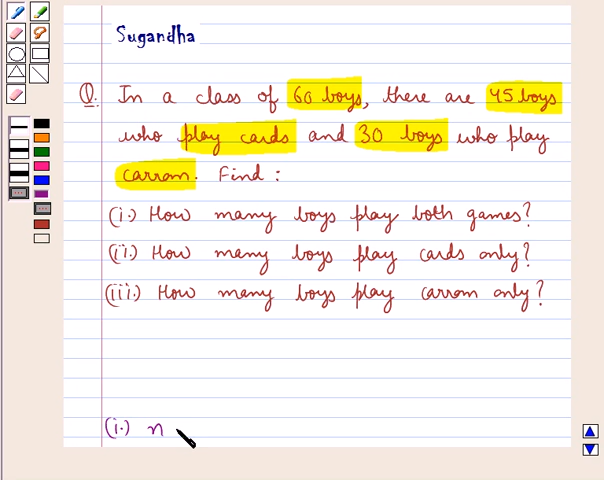 Sugandha
Q. In a class of 60 boys, there are 45 boys
who play cards and 30 boys who play
carrom. Find :
(i.) How many boys play both games?
(ii.) How many boys play cards only?
(iii.) How many boys play carrom only?
(i.) n